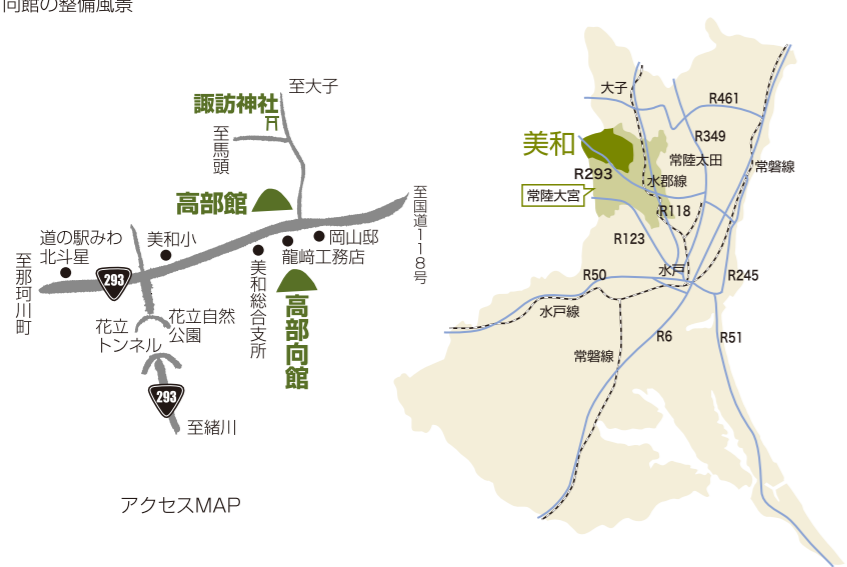 向館の整備風景
至大子
諏訪神社
至馬頭
高部館
至国道118号
道の駅みわ
北斗星
美和小
岡山邸
龍﨑工務店
293
至那珂川町
美和総合支所
高部向館
花立自然
公園
花立
トンネル
293
至緒川
アクセスMAP
大子
R461
R349
美和
常陸太田
常磐線
R293
水郡線
常陸大宮
R118
R123
水戸
R50
R245
水戸線
R6
R51
常磐線